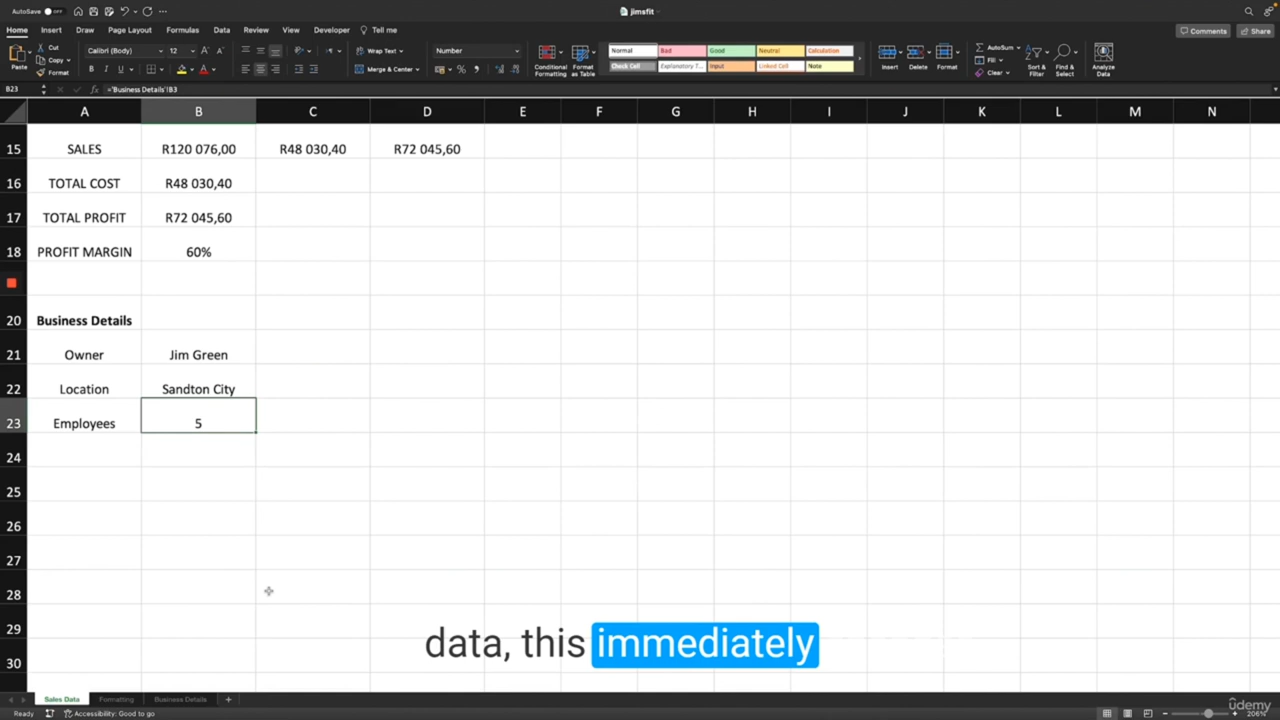 AutoSave OFF
jimsfit
Home Insert Draw Page Layout Formulas Data Review View Developer Tell me
Comments Share
Paste Cut Copy Format
Calibri (Body) 12
B
Wrap Text
Merge & Center
Number
Conditional Formatting
Format as Table
Normal Bad Good Neutral Calculation
Check Cell Explanatory T... Input Linked Cell Note
Insert Delete Format
AutoSum Fill Clear
Sort & Filter
Find & Select
Analyze Data
B23 ='Business Details'!B3
A B C D E F G H I J K L M N
15 SALES R120 076,00 R48 030,40 R72 045,60
16 TOTAL COST R48 030,40
17 TOTAL PROFIT R72 045,60
18 PROFIT MARGIN 60%
20 Business Details
21 Owner Jim Green
22 Location Sandton City
23 Employees 5
24
25
26
27
28
29
30
data, this immediately
Sales Data Formatting Business Details +
Ready Accessibility: Good to go
206%
udemy